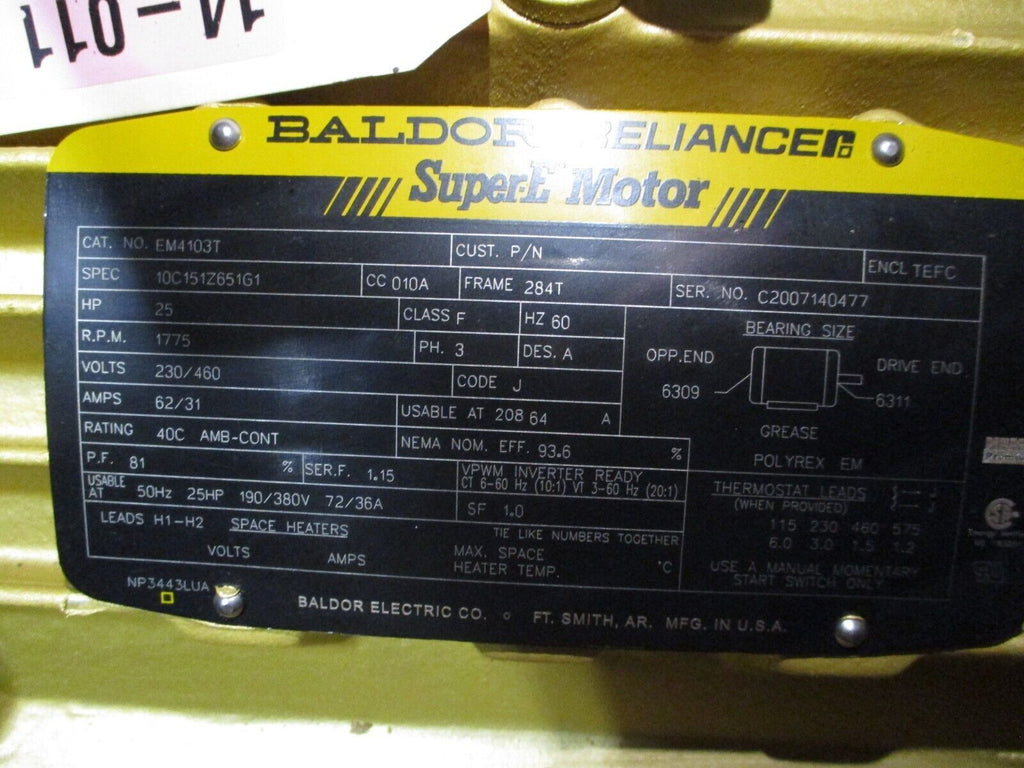 14-011
BALDOR RELIANCER
Super-E Motor
CAT. NO. EM4103T CUST. P/N ENCL TEFC
SPEC 10C151Z651G1 CC 010A FRAME 284T SER. NO. C2007140477
HP 25 CLASS F HZ 60
R.P.M. 1775 PH. 3 DES. A
VOLTS 230/460 CODE J
AMPS 62/31 USABLE AT 208 64 A
RATING 40C AMB-CONT NEMA NOM. EFF. 93.6 %
P.F. 81 % SER.F. 1.15 VPWM INVERTER READY
CT 6-60 Hz (10:1) VT 3-60 Hz (20:1)
USABLE AT 50Hz 25HP 190/380V 72/36A SF 1.0
LEADS H1-H2 SPACE HEATERS TIE LIKE NUMBERS TOGETHER
VOLTS AMPS MAX. SPACE HEATER TEMP. °C
BEARING SIZE
OPP.END DRIVE END
6309 6311
GREASE
POLYREX EM
THERMOSTAT LEADS
(WHEN PROVIDED)
115 230 460 575
6.0 3.0 1.5 1.2
USE A MANUAL MOMENTARY
START SWITCH ONLY
NP3443LUA
BALDOR ELECTRIC CO. FT. SMITH, AR. MFG. IN U.S.A.